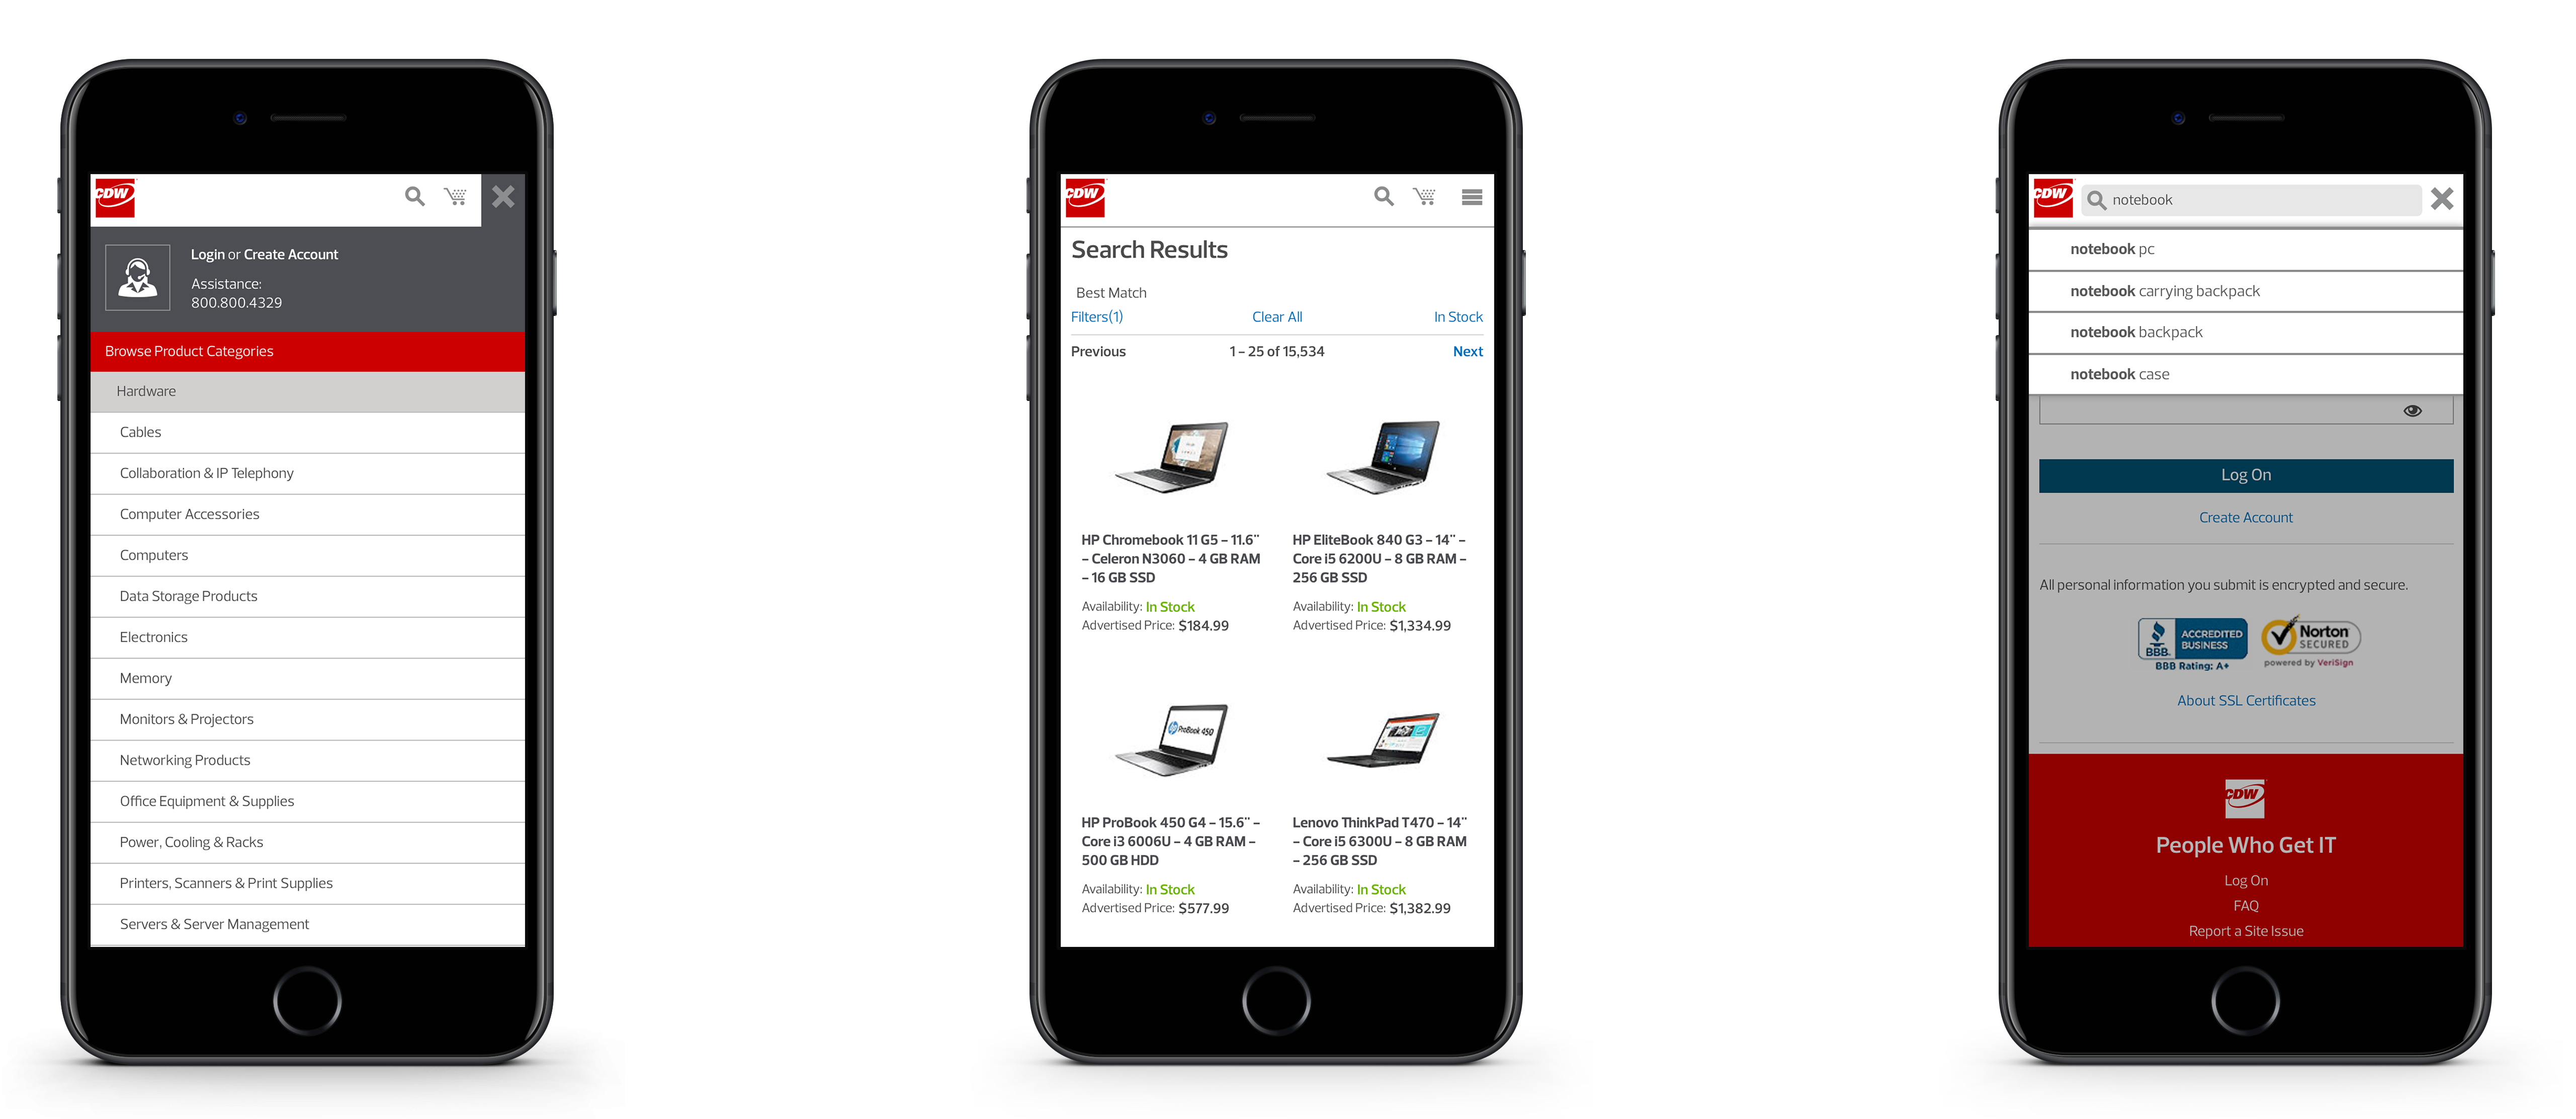 CDW
Login or Create Account
Assistance:
800.800.4329
Browse Product Categories
Hardware
Cables
Collaboration & IP Telephony
Computer Accessories
Computers
Data Storage Products
Electronics
Memory
Monitors & Projectors
Networking Products
Office Equipment & Supplies
Power, Cooling & Racks
Printers, Scanners & Print Supplies
Servers & Server Management
CDW
Search Results
Best Match
Filters(1) Clear All In Stock
Previous 1 - 25 of 15,534 Next
HP Chromebook 11 G5 - 11.6"
- Celeron N3060 - 4 GB RAM
- 16 GB SSD
Availability: In Stock
Advertised Price: $184.99
HP EliteBook 840 G3 - 14" -
Core i5 6200U - 8 GB RAM -
256 GB SSD
Availability: In Stock
Advertised Price: $1,334.99
ProBook 450
HP ProBook 450 G4 - 15.6" -
Core i3 6006U - 4 GB RAM -
500 GB HDD
Availability: In Stock
Advertised Price: $577.99
Lenovo ThinkPad T470 - 14"
- Core i5 6300U - 8 GB RAM
- 256 GB SSD
Availability: In Stock
Advertised Price: $1,382.99
CDW notebook
notebook pc
notebook carrying backpack
notebook backpack
notebook case
Log On
Create Account
All personal information you submit is encrypted and secure.
BBB.
ACCREDITED
BUSINESS
BBB Rating: A+
Norton
SECURED
powered by VeriSign
About SSL Certificates
CDW
People Who Get IT
Log On
FAQ
Report a Site Issue